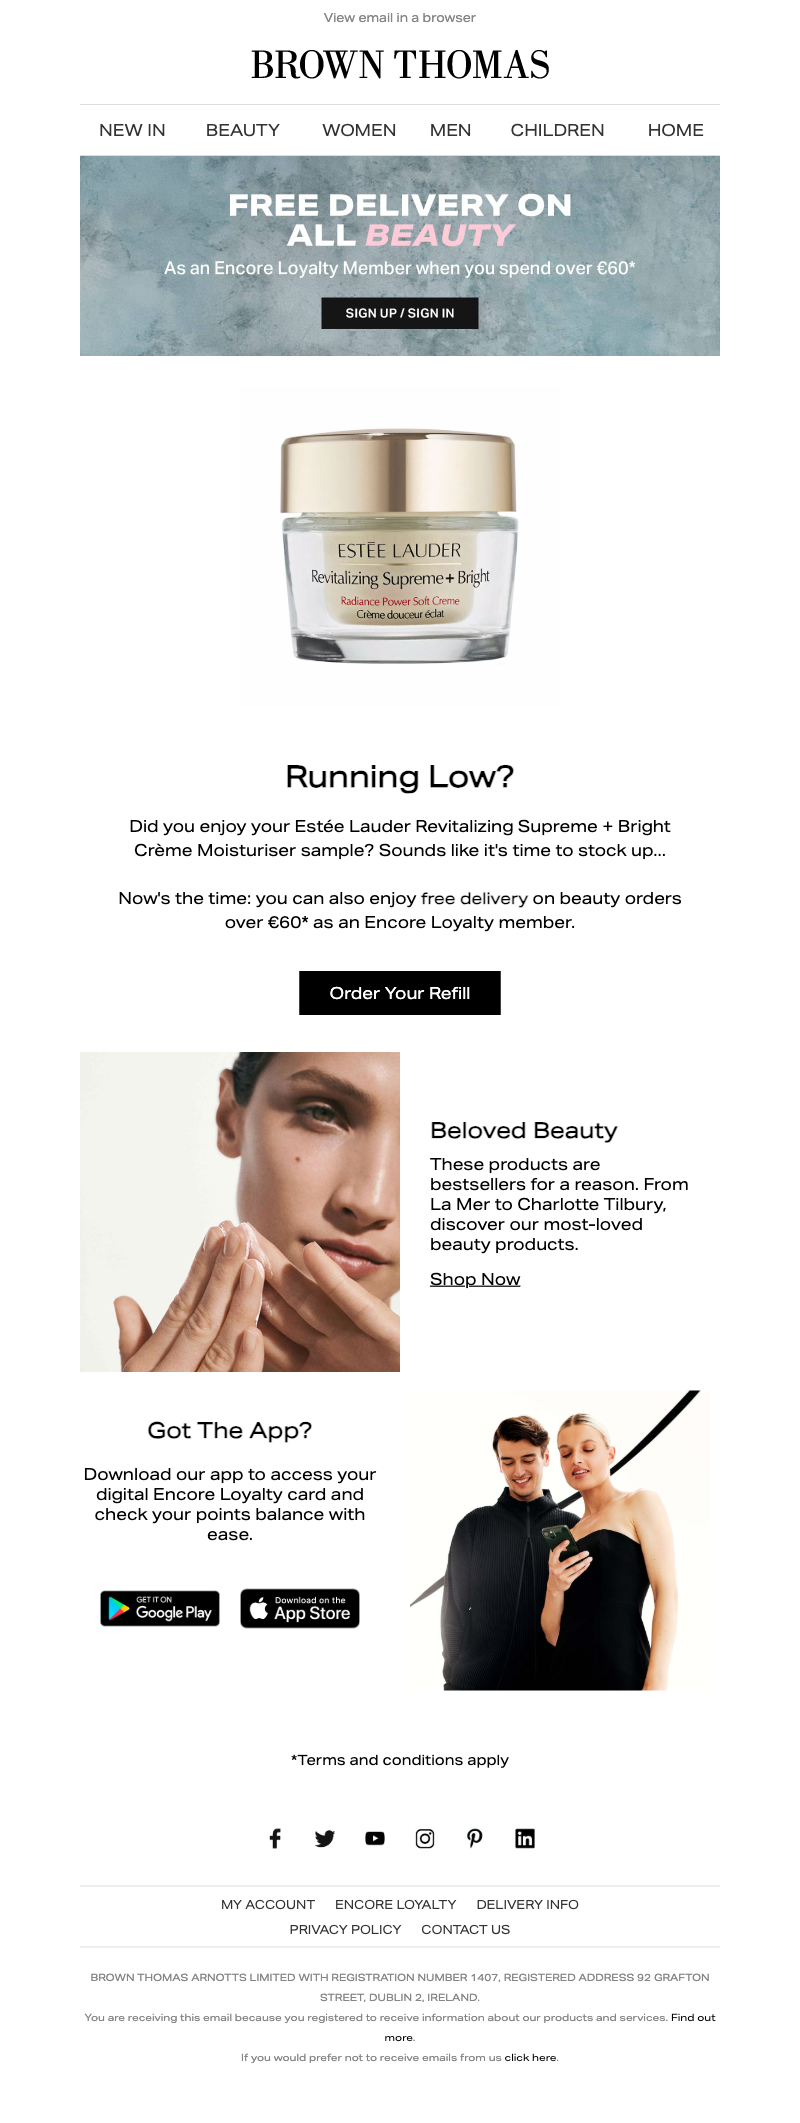 View email in a browser
BROWN THOMAS
NEW IN BEAUTY WOMEN MEN CHILDREN HOME
FREE DELIVERY ON
ALL BEAUTY
As an Encore Loyalty Member when you spend over €60*
SIGN UP / SIGN IN
ESTĒE LAUDER
Revitalizing Supreme+ Bright
Radiance Power Soft Creme
Crème douceur éclat
Running Low?
Did you enjoy your Estée Lauder Revitalizing Supreme + Bright
Crème Moisturiser sample? Sounds like it's time to stock up...
Now's the time: you can also enjoy free delivery on beauty orders
over €60* as an Encore Loyalty member.
Order Your Refill
Beloved Beauty
These products are
bestsellers for a reason. From
La Mer to Charlotte Tilbury,
discover our most-loved
beauty products.
Shop Now
Got The App?
Download our app to access your
digital Encore Loyalty card and
check your points balance with
ease.
GET IT ON
Google Play
Download on the
App Store
*Terms and conditions apply
MY ACCOUNT ENCORE LOYALTY DELIVERY INFO
PRIVACY POLICY CONTACT US
BROWN THOMAS ARNOTTS LIMITED WITH REGISTRATION NUMBER 1407, REGISTERED ADDRESS 92 GRAFTON
STREET, DUBLIN 2, IRELAND.
You are receiving this email because you registered to receive information about our products and services. Find out
more.
If you would prefer not to receive emails from us click here.